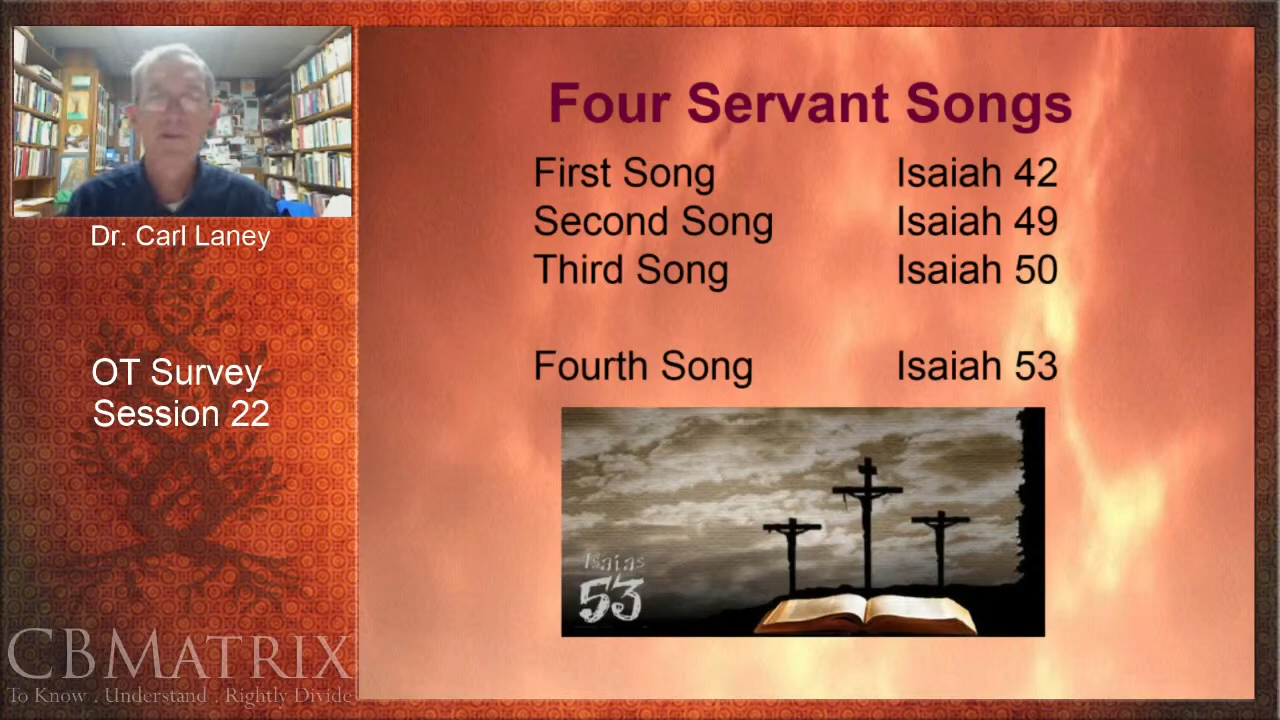 Dr. Carl Laney
OT Survey
Session 22
CBMATRIX
To Know . Understand . Rightly Divide
Four Servant Songs
First Song Isaiah 42
Second Song Isaiah 49
Third Song Isaiah 50
Fourth Song Isaiah 53
Isaias
53